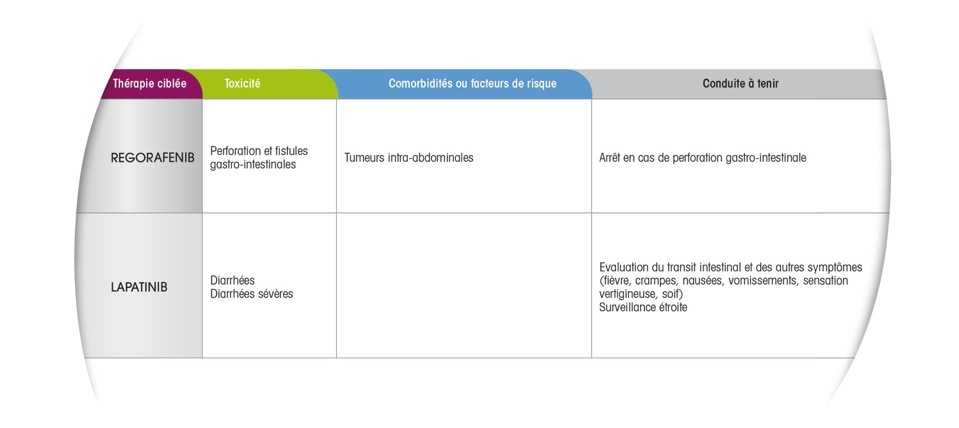 Thérapie ciblée
Toxicité
Comorbidités ou facteurs de risque
Conduite à tenir
REGORAFENIB
Perforation et fistules
gastro-intestinales
Tumeurs intra-abdominales
Arrêt en cas de perforation gastro-intestinale
LAPATINIB
Diarrhées
Diarrhées sévères
Evaluation du transit intestinal et des autres symptômes
(fièvre, crampes, nausées, vomissements, sensation
vertigineuse, soif)
Surveillance étroite